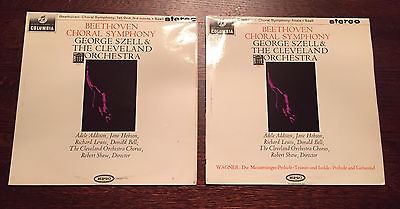 Beethoven: Choral Symphony, 1st, 2nd, 3rd movts. • Szell
stereo
COLUMBIA
BEETHOVEN
CHORAL SYMPHONY
GEORGE SZELL &
THE CLEVELAND
ORCHESTRA
Adele Addison, Jane Hobson,
Richard Lewis, Donald Bell;
The Cleveland Orchestra Chorus,
Robert Shaw, Director
EPIC
Choral Symphony, Finale • Szell
stereo
COLUMBIA
BEETHOVEN
CHORAL SYMPHONY
GEORGE SZELL &
THE CLEVELAND
ORCHESTRA
Adele Addison, Jane Hobson,
Richard Lewis, Donald Bell;
The Cleveland Orchestra Chorus,
Robert Shaw, Director
WAGNER: Die Meistersinger-Prelude • Tristan und Isolde: Prelude and Liebestod
EPIC